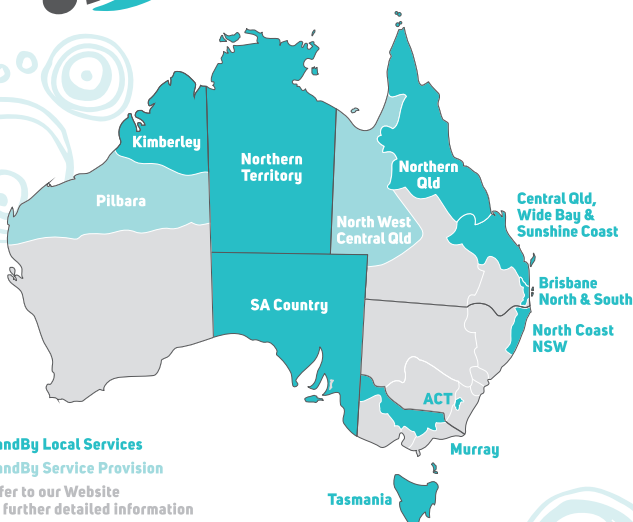 Kimberley
Northern
Territory
Northern
Qld
Pilbara
Central Qld,
Wide Bay &
Sunshine Coast
North West
Central Qld
Brisbane
North & South
SA Country
North Coast
NSW
ACT
Murray
andBy Local Services
andBy Service Provision
fer to our Website
further detailed information
Tasmania